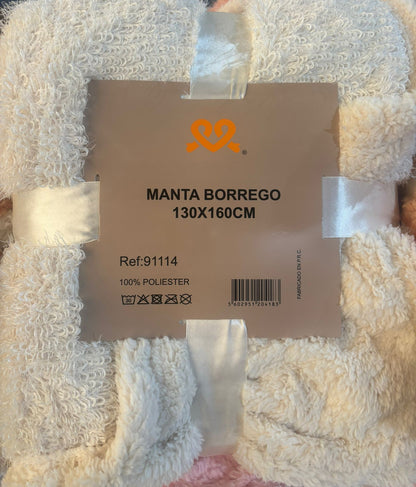 ®
MANTA BORREGO
130X160CM
Ref:91114
100% POLIESTER
FABRICADO EN P.R.C.